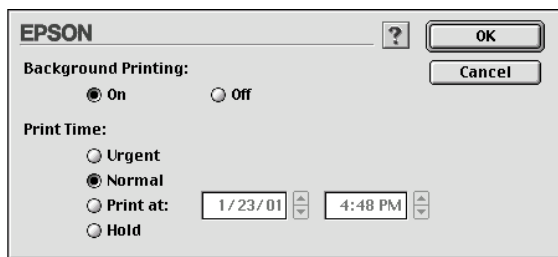 EPSON
?
OK
Cancel
Background Printing:
On Off
Print Time:
Urgent
Normal
Print at: 1/23/01 4:48 PM
Hold